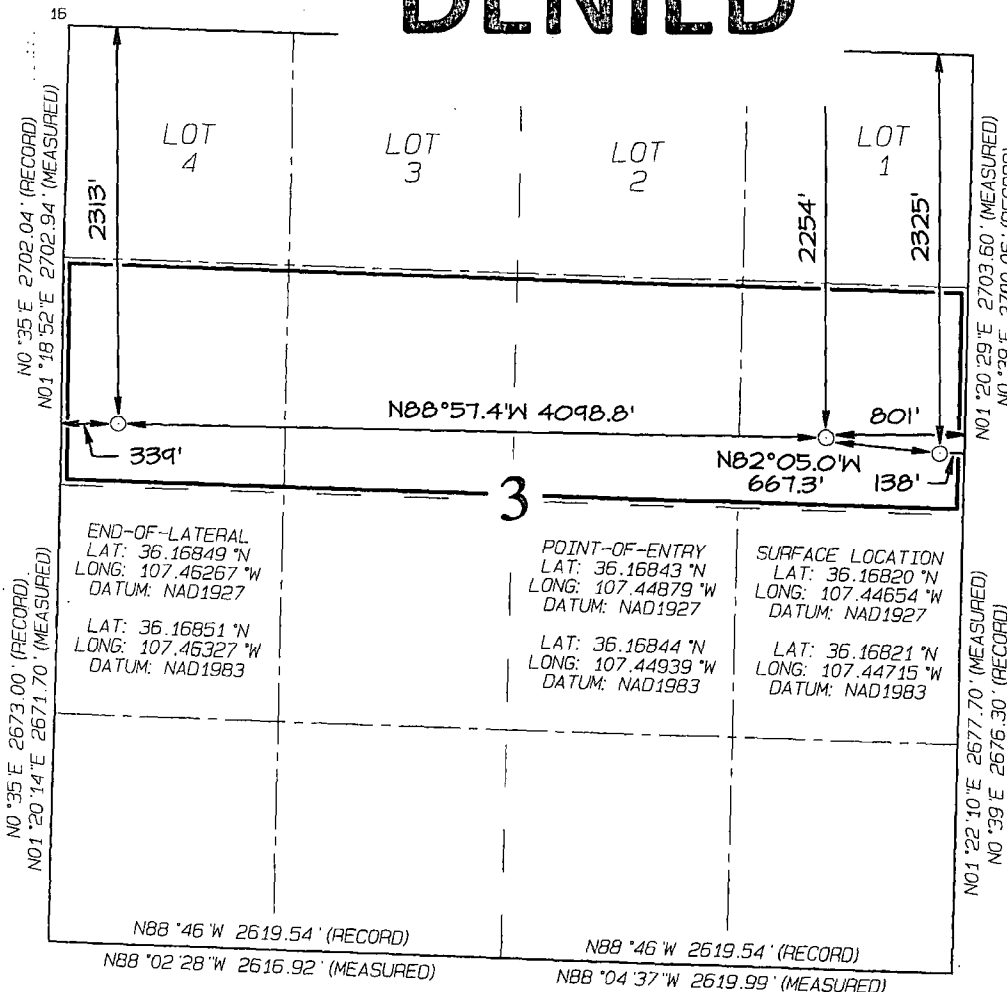 DENIED
15
LOT
4
LOT
3
LOT
2
LOT
1
2313'
2254'
2325'
N0°35'E 2702.04' (RECORD)
N01°18'52"E 2702.94' (MEASURED)
N01°20'29"E 2703.60' (MEASURED)
N88°57.4'W 4098.8'
801'
339'
N82°05.0'W
667.3'
138'
3
END-OF-LATERAL
LAT: 36.16849°N
LONG: 107.46267°W
DATUM: NAD1927
LAT: 36.16851°N
LONG: 107.46327°W
DATUM: NAD1983
POINT-OF-ENTRY
LAT: 36.16843°N
LONG: 107.44879°W
DATUM: NAD1927
LAT: 36.16844°N
LONG: 107.44939°W
DATUM: NAD1983
SURFACE LOCATION
LAT: 36.16820°N
LONG: 107.44654°W
DATUM: NAD1927
LAT: 36.16821°N
LONG: 107.44715°W
DATUM: NAD1983
N0°35'E 2673.00' (RECORD)
N01°20'14"E 2671.70' (MEASURED)
N01°22'10"E 2677.70' (MEASURED)
N0°39'E 2676.30' (RECORD)
N88°46'W 2619.54' (RECORD)
N88°02'28"W 2616.92' (MEASURED)
N88°46'W 2619.54' (RECORD)
N88°04'37"W 2619.99' (MEASURED)